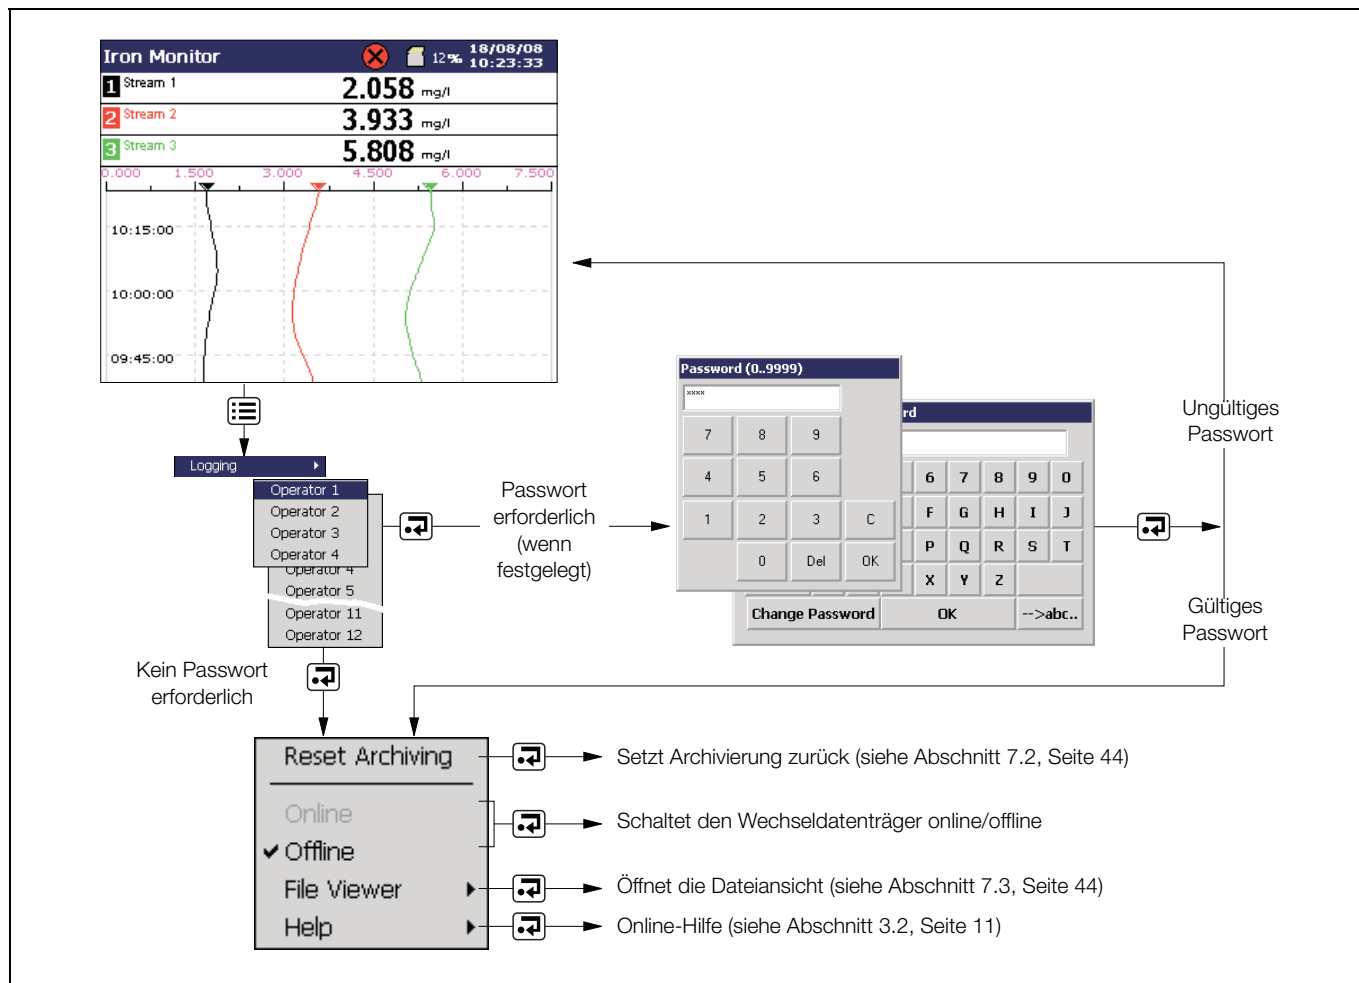 Iron Monitor 12% 18/08/08
10:23:33
1 Stream 1 2.058 mg/l
2 Stream 2 3.933 mg/l
3 Stream 3 5.808 mg/l
0.000 1.500 3.000 4.500 6.000 7.500
10:15:00
10:00:00
09:45:00
Logging
Operator 1
Operator 2
Operator 3
Operator 4
Operator 4
Operator 5
Operator 11
Operator 12
Passwort
erforderlich
(wenn
festgelegt)
Password (0..9999)
****
7 8 9
4 5 6
1 2 3 C
0 Del OK
rd
6 7 8 9 0
F G H I J
P Q R S T
X Y Z
Change Password OK -->abc..
Ungültiges
Passwort
Gültiges
Passwort
Kein Passwort
erforderlich
Reset Archiving
Setzt Archivierung zurück (siehe Abschnitt 7.2, Seite 44)
Online
Offline
Schaltet den Wechseldatenträger online/offline
File Viewer
Öffnet die Dateiansicht (siehe Abschnitt 7.3, Seite 44)
Help
Online-Hilfe (siehe Abschnitt 3.2, Seite 11)